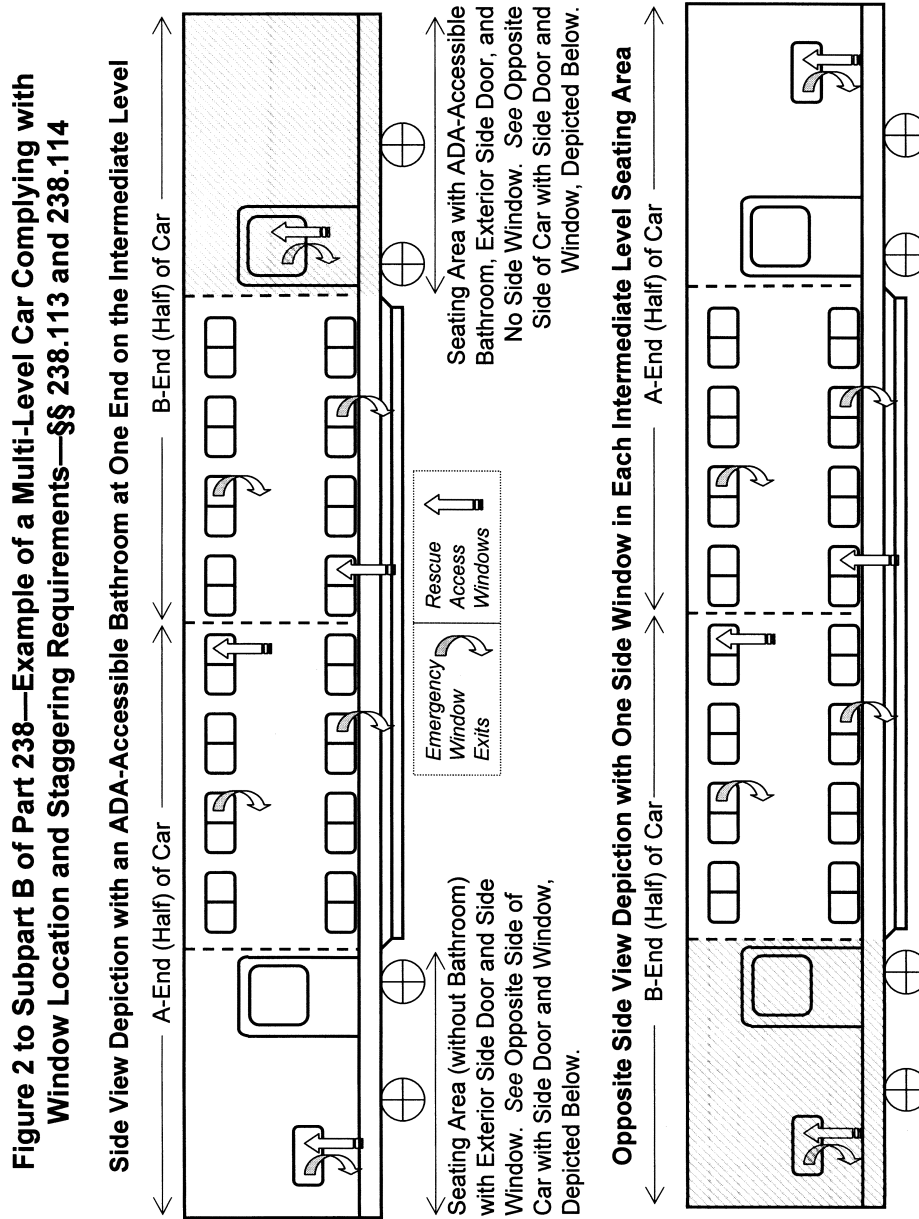 Figure 2 to Subpart B of Part 238—Example of a Multi-Level Car Complying with
Window Location and Staggering Requirements—§§ 238.113 and 238.114
Side View Depiction with an ADA-Accessible Bathroom at One End on the Intermediate Level
A-End (Half) of Car
B-End (Half) of Car
Seating Area (without Bathroom)
with Exterior Side Door and Side
Window. See Opposite Side of
Car with Side Door and Window,
Depicted Below.
Emergency
Window
Exits
Rescue
Access
Windows
Seating Area with ADA-Accessible
Bathroom, Exterior Side Door, and
No Side Window. See Opposite
Side of Car with Side Door and
Window, Depicted Below.
Opposite Side View Depiction with One Side Window in Each Intermediate Level Seating Area
B-End (Half) of Car
A-End (Half) of Car